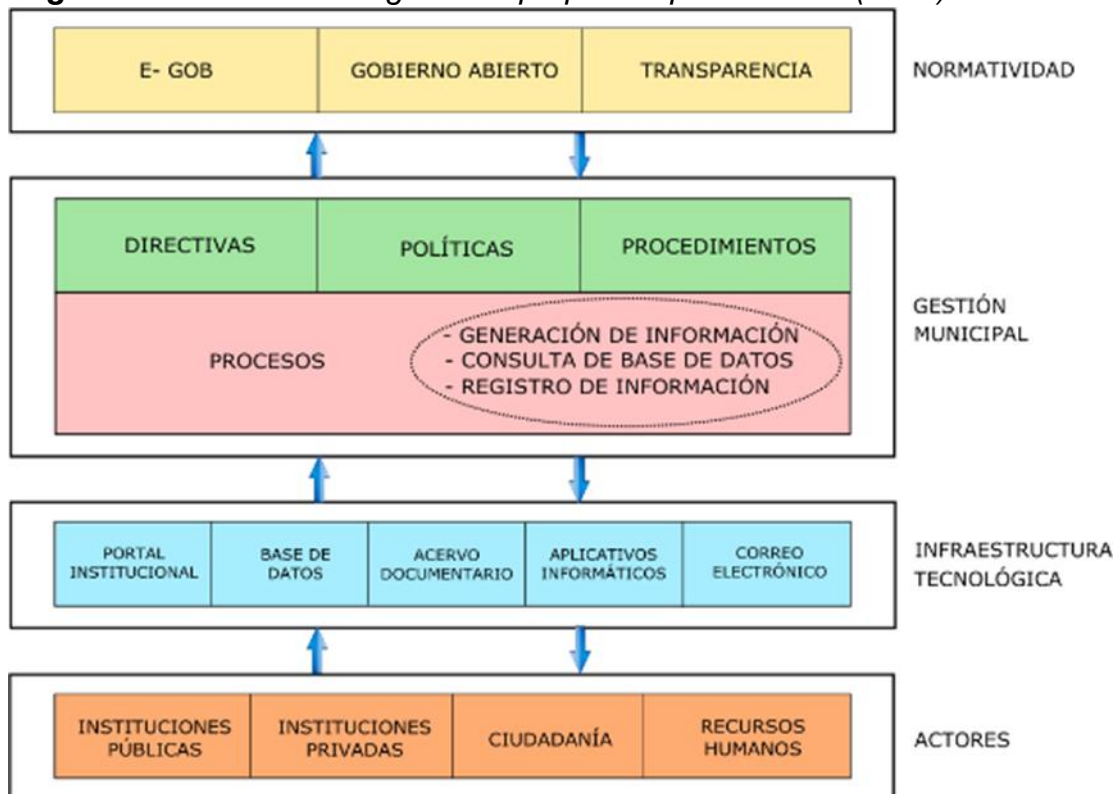 E- GOB
GOBIERNO ABIERTO
TRANSPARENCIA
NORMATIVIDAD
DIRECTIVAS
POLÍTICAS
PROCEDIMIENTOS
PROCESOS
- GENERACIÓN DE INFORMACIÓN
- CONSULTA DE BASE DE DATOS
- REGISTRO DE INFORMACIÓN
GESTIÓN
MUNICIPAL
PORTAL
INSTITUCIONAL
BASE DE
DATOS
ACERVO
DOCUMENTARIO
APLICATIVOS
INFORMÁTICOS
CORREO
ELECTRÓNICO
INFRAESTRUCTURA
TECNOLÓGICA
INSTITUCIONES
PÚBLICAS
INSTITUCIONES
PRIVADAS
CIUDADANÍA
RECURSOS
HUMANOS
ACTORES